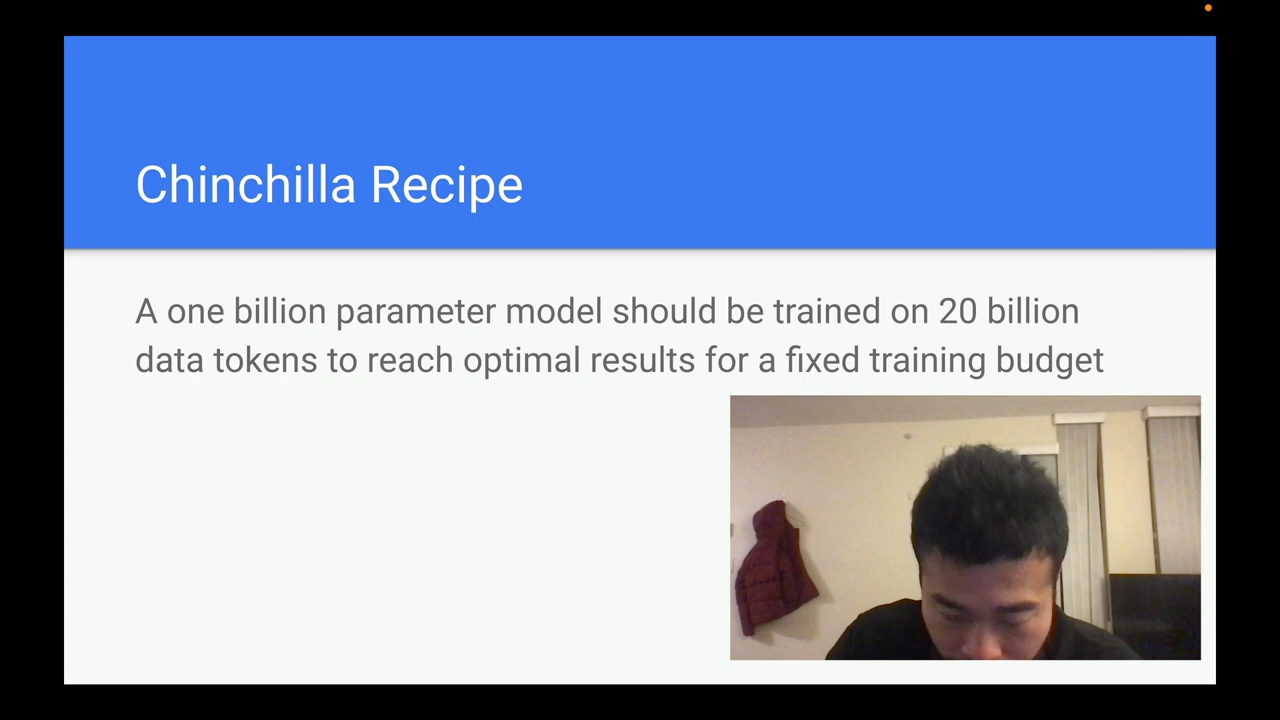 Chinchilla Recipe
A one billion parameter model should be trained on 20 billion
data tokens to reach optimal results for a fixed training budget